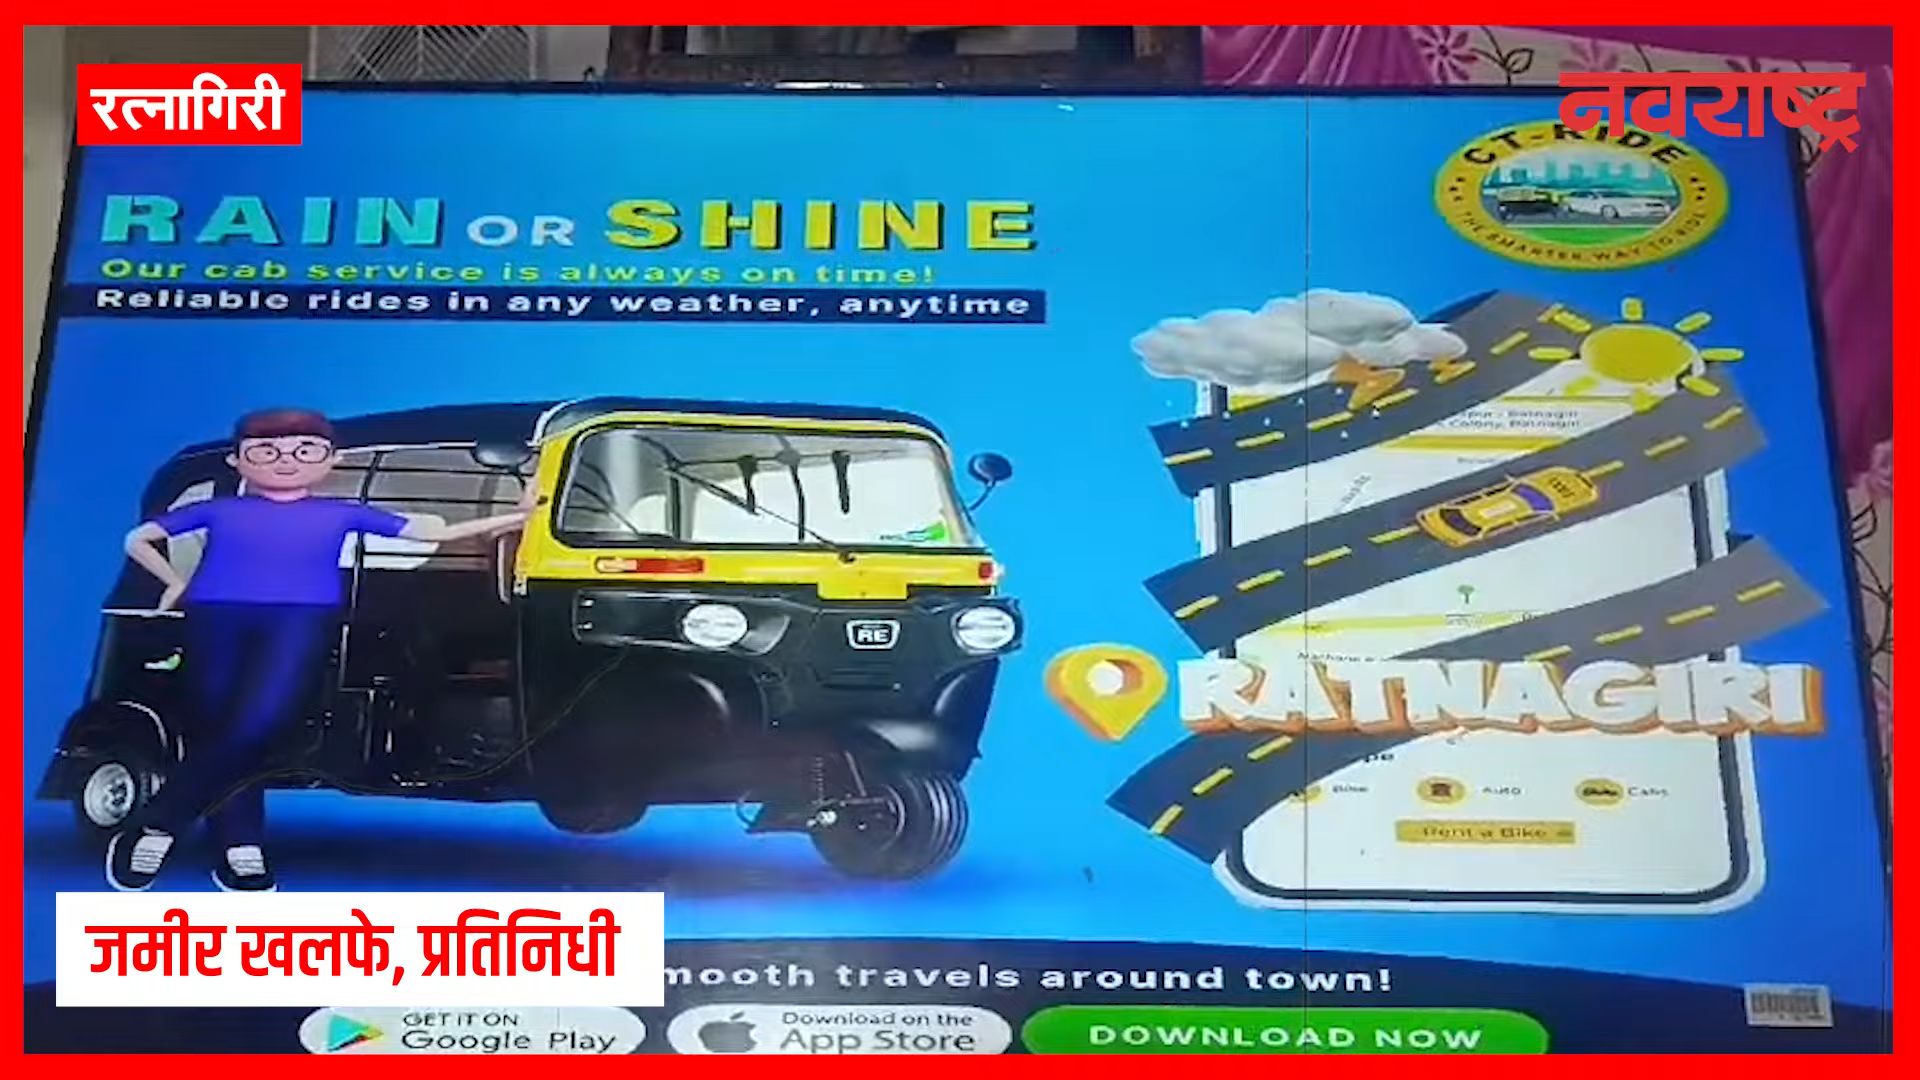 रत्नागिरी
नवराष्ट्र
CT-RIDE
THE SMARTER WAY TO RIDE
RAIN OR SHINE
Our cab service is always on time!
Reliable rides in any weather, anytime
Colony, Ratnagiri
RE
RATNAGIRI
Bike Auto Cabs
Rent a Bike
जमीर खलफे, प्रतिनिधी
mooth travels around town!
GET IT ON
Google Play
Download on the
App Store
DOWNLOAD NOW